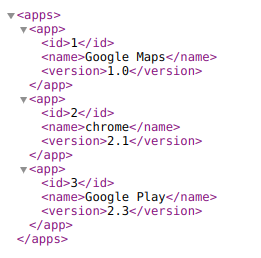 <apps>
<app>
<id>1</id>
<name>Google Maps</name>
<version>1.0</version>
</app>
<app>
<id>2</id>
<name>chrome</name>
<version>2.1</version>
</app>
<app>
<id>3</id>
<name>Google Play</name>
<version>2.3</version>
</app>
</apps>